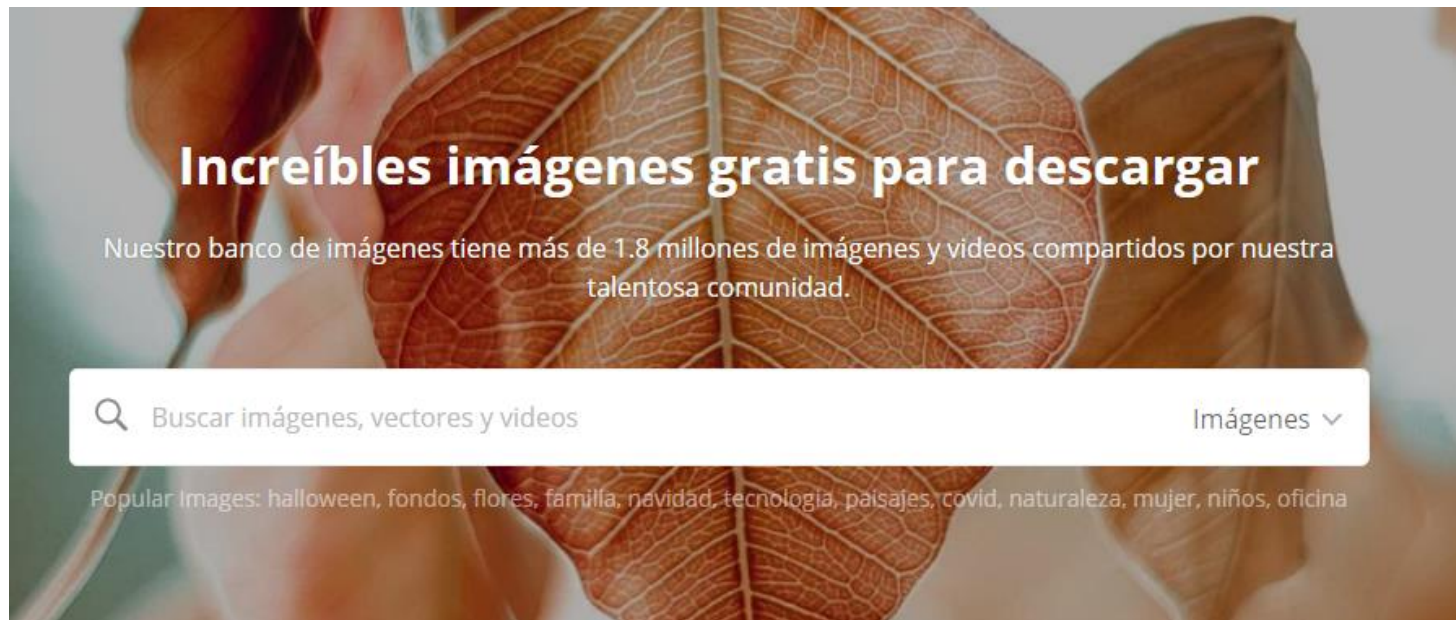 Increíbles imágenes gratis para descargar
Nuestro banco de imágenes tiene más de 1.8 millones de imágenes y videos compartidos por nuestra
talentosa comunidad.
Buscar imágenes, vectores y videos
Imágenes
Popular Images: halloween, fondos, flores, familia, navidad, tecnologia, paisajes, covid, naturaleza, mujer, niños, oficina